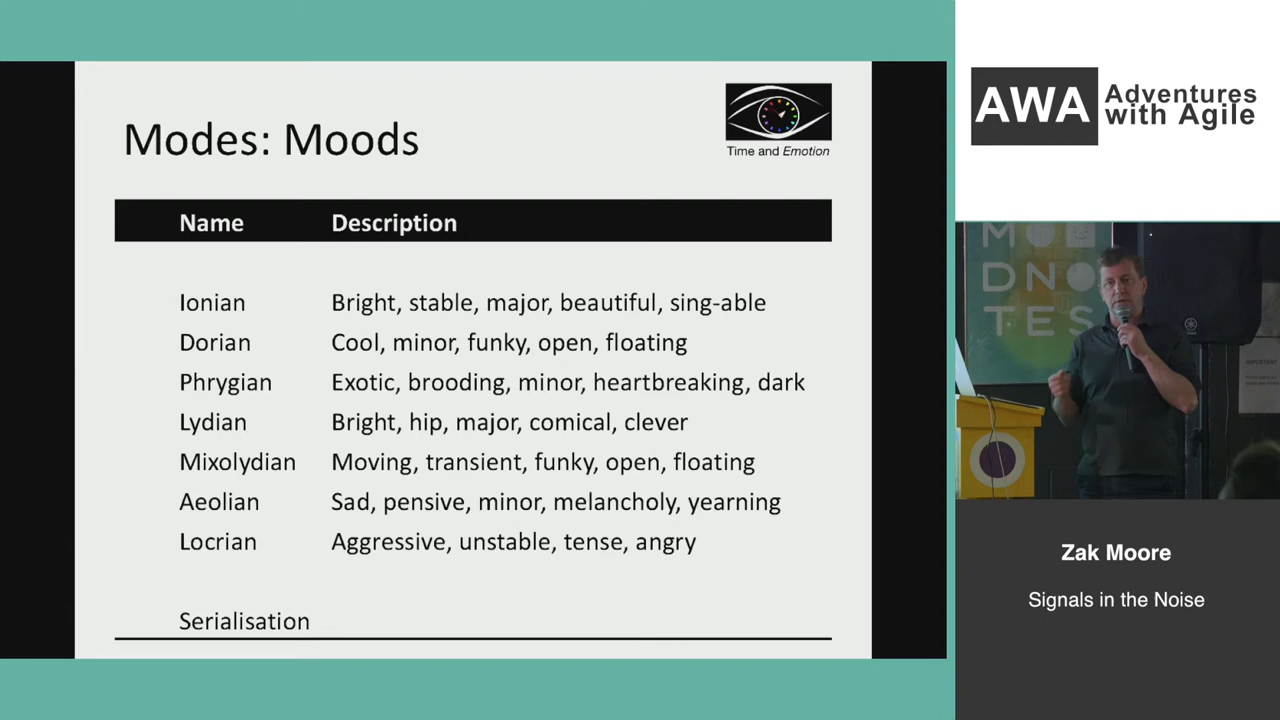 Modes: Moods
Time and Emotion
Name Description
Ionian Bright, stable, major, beautiful, sing-able
Dorian Cool, minor, funky, open, floating
Phrygian Exotic, brooding, minor, heartbreaking, dark
Lydian Bright, hip, major, comical, clever
Mixolydian Moving, transient, funky, open, floating
Aeolian Sad, pensive, minor, melancholy, yearning
Locrian Aggressive, unstable, tense, angry
Serialisation
AWA Adventures
with Agile
M
DNO
TES
IMPORTANT
Zak Moore
Signals in the Noise